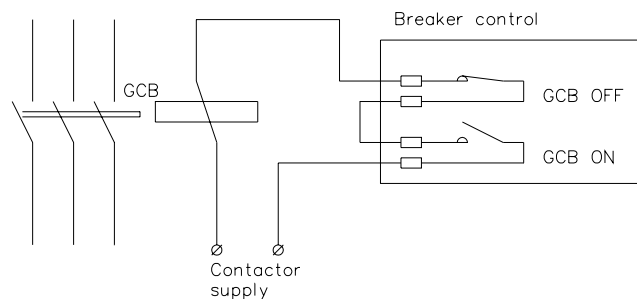 Breaker control
GCB
GCB OFF
GCB ON
Contactor
supply